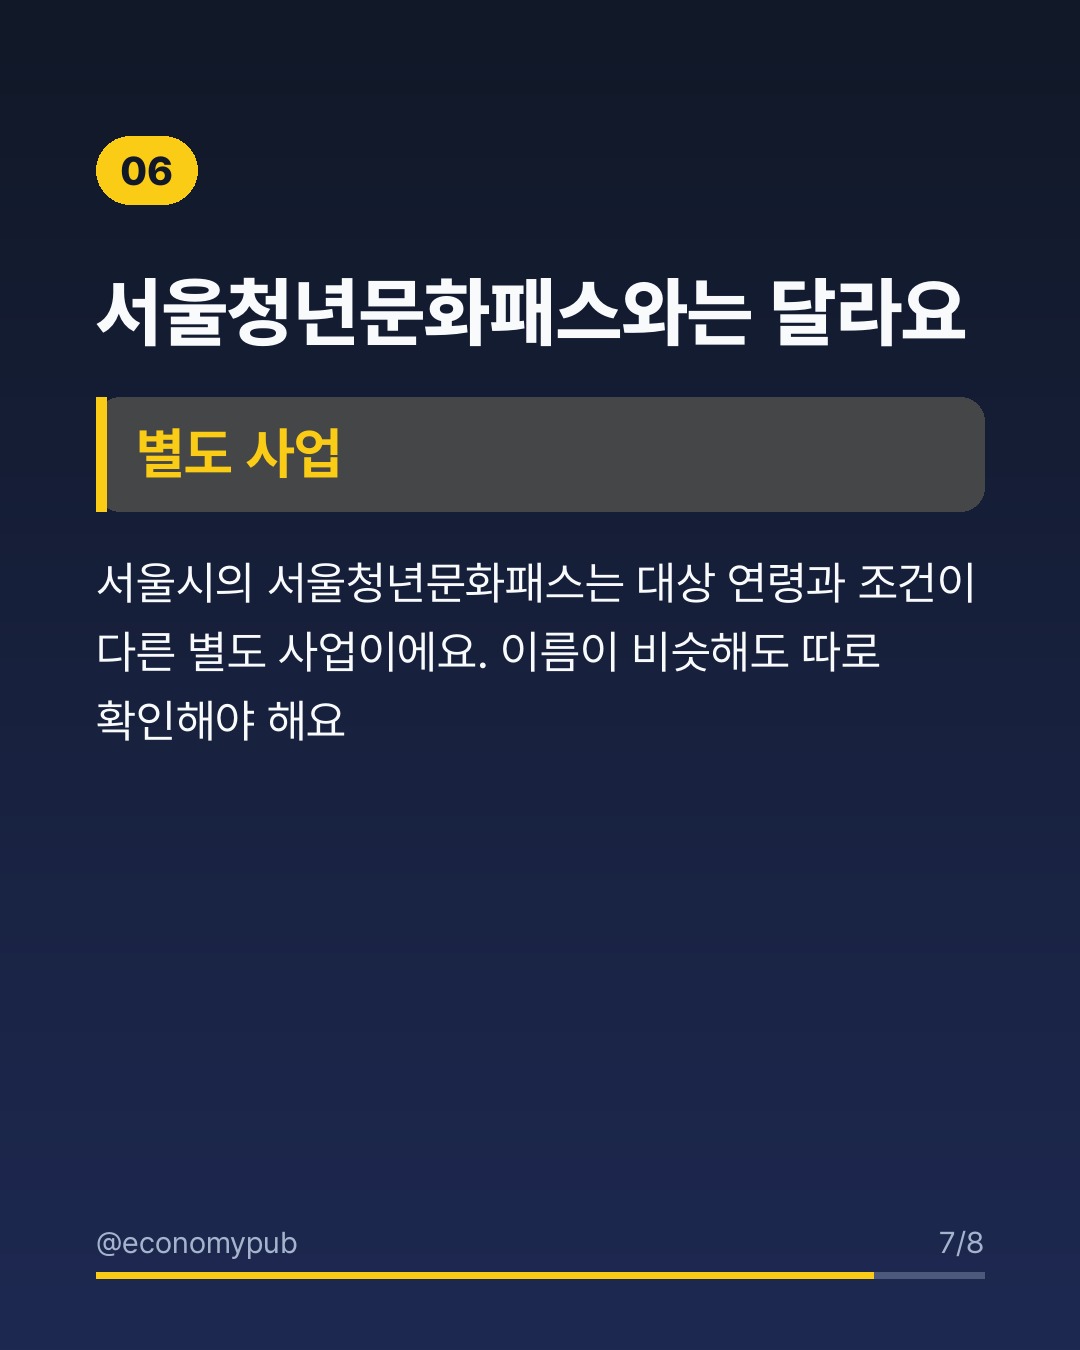 06
서울청년문화패스와는 달라요
별도 사업
서울시의 서울청년문화패스는 대상 연령과 조건이
다른 별도 사업이에요. 이름이 비슷해도 따로
확인해야 해요
@economypub
7/8